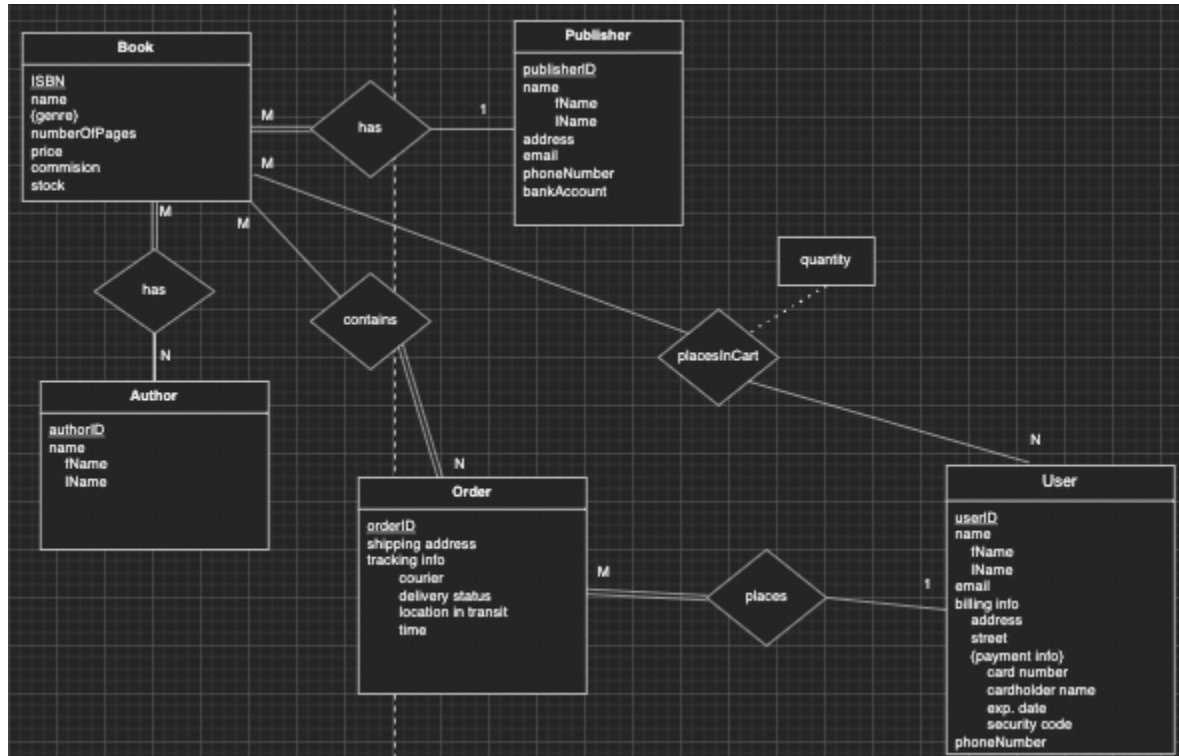 Book
ISBN
name
{genre}
numberOfPages
price
commision
stock
M
has
1
Publisher
publisherID
name
fName
lName
address
email
phoneNumber
bankAccount
M
M
M
has
N
contains
N
quantity
placesInCart
N
Author
authorID
name
fName
lName
Order
orderID
shipping address
tracking info
courier
delivery status
location in transit
time
M
places
1
User
userID
name
fName
lName
email
billing info
address
street
{payment info}
card number
cardholder name
exp. date
security code
phoneNumber